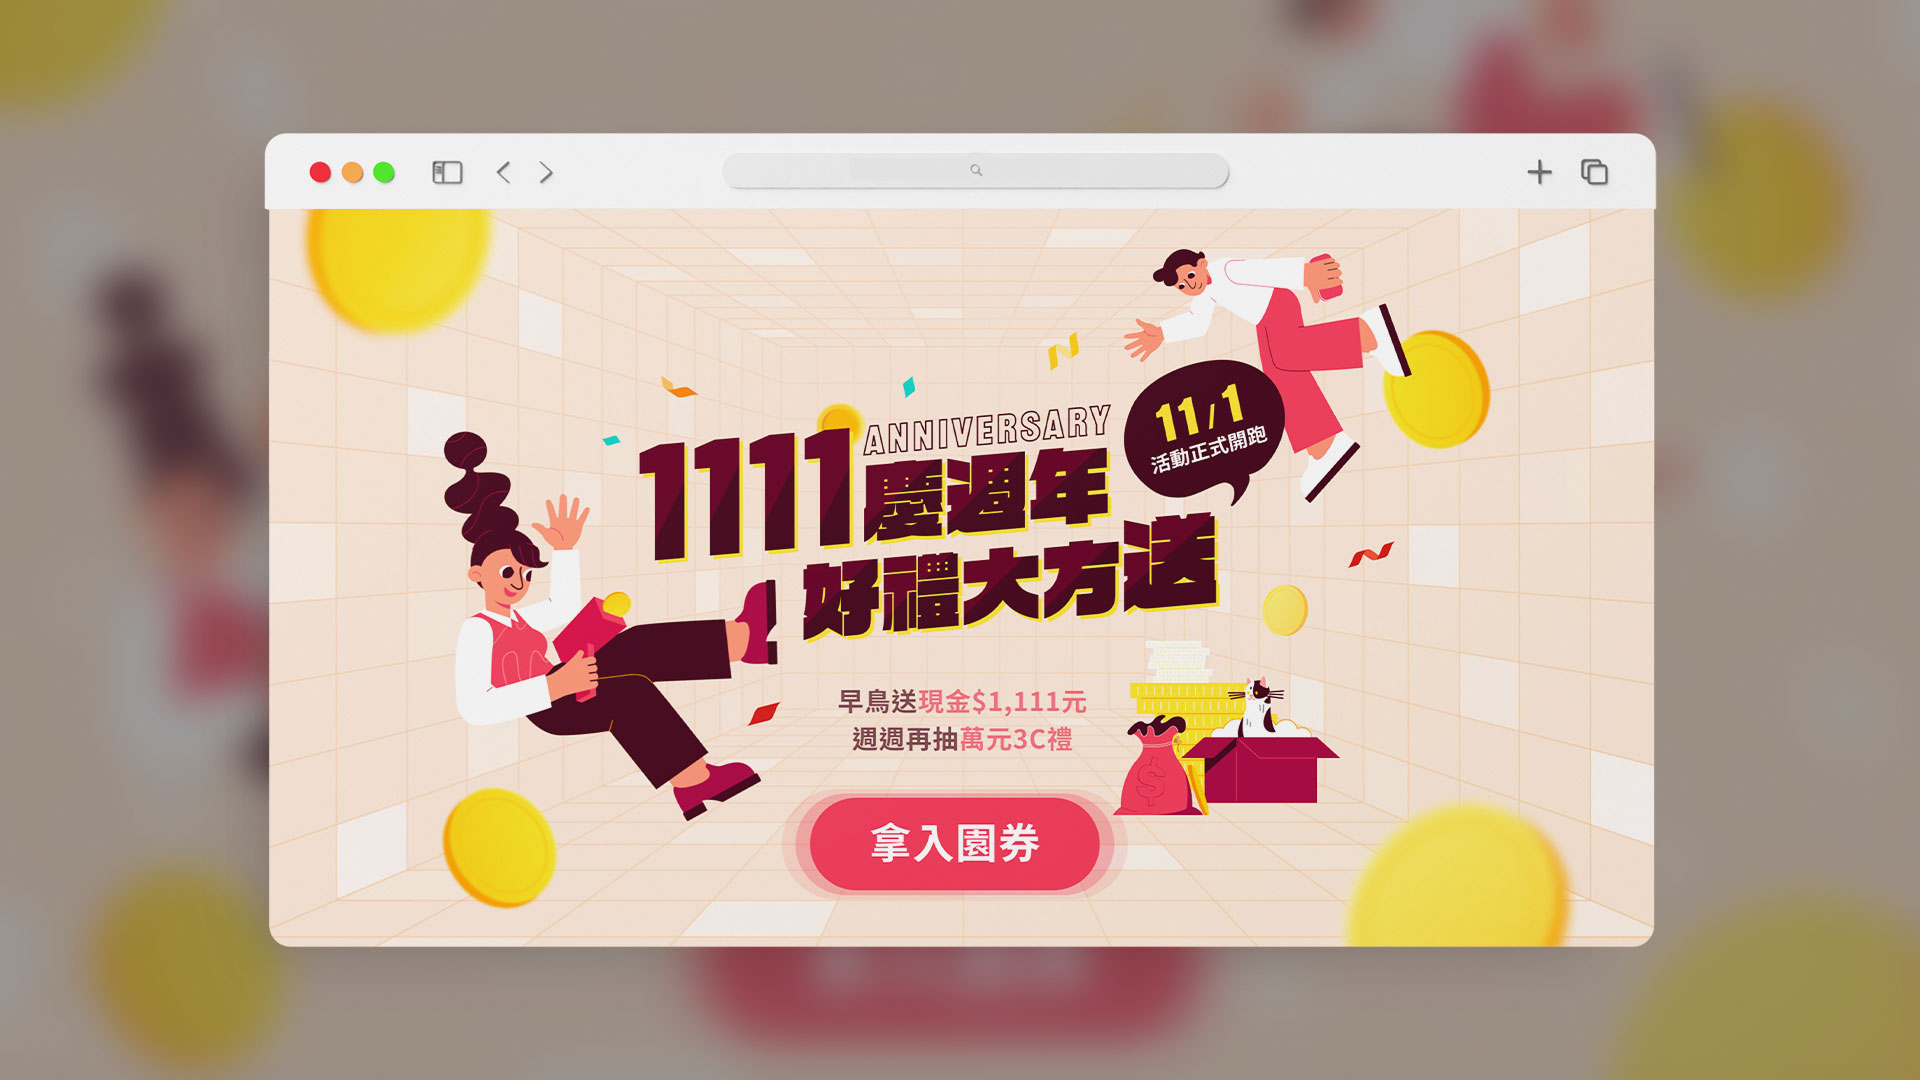 ANNIVERSARY
1111慶週年
好禮大方送
11/1
活動正式開跑
早鳥送現金$1,111元
週週再抽萬元3C禮
$
拿入園券